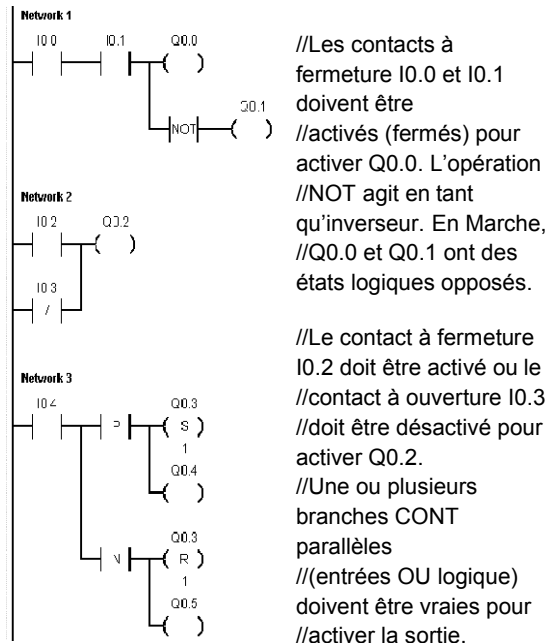 Network 1
I0.0 I0.1 Q0.0
Q0.1
NOT
Network 2
I0.2 Q0.2
I0.3
/
Network 3
I0.4 Q0.3
P S
1
Q0.4
Q0.3
N R
1
Q0.5
//Les contacts à
fermeture I0.0 et I0.1
doivent être
//activés (fermés) pour
activer Q0.0. L'opération
//NOT agit en tant
qu'inverseur. En Marche,
//Q0.0 et Q0.1 ont des
états logiques opposés.
//Le contact à fermeture
I0.2 doit être activé ou le
//contact à ouverture I0.3
//doit être désactivé pour
activer Q0.2.
//Une ou plusieurs
branches CONT
parallèles
//(entrées OU logique)
doivent être vraies pour
//activer la sortie.